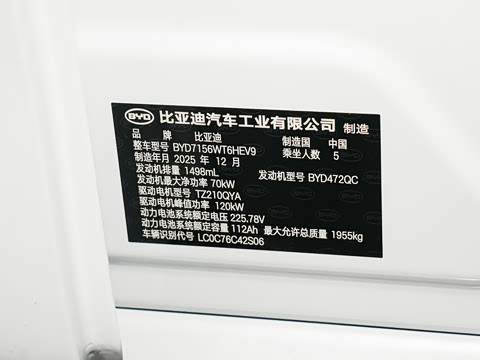 BYD 比亚迪汽车工业有限公司 制造
品 牌 比亚迪 制造国 中国
整车型号 BYD7156WT6HEV9 乘坐人数 5
制造年月 2025 年 12 月
发动机排量 1498mL 发动机型号 BYD472QC
发动机最大净功率 70kW
驱动电机型号 TZ210QYA
驱动电机峰值功率 120kW
动力电池系统额定电压 225.78V
动力电池系统额定容量 112Ah 最大允许总质量 1955kg
车辆识别代号 LC0C76C42S06